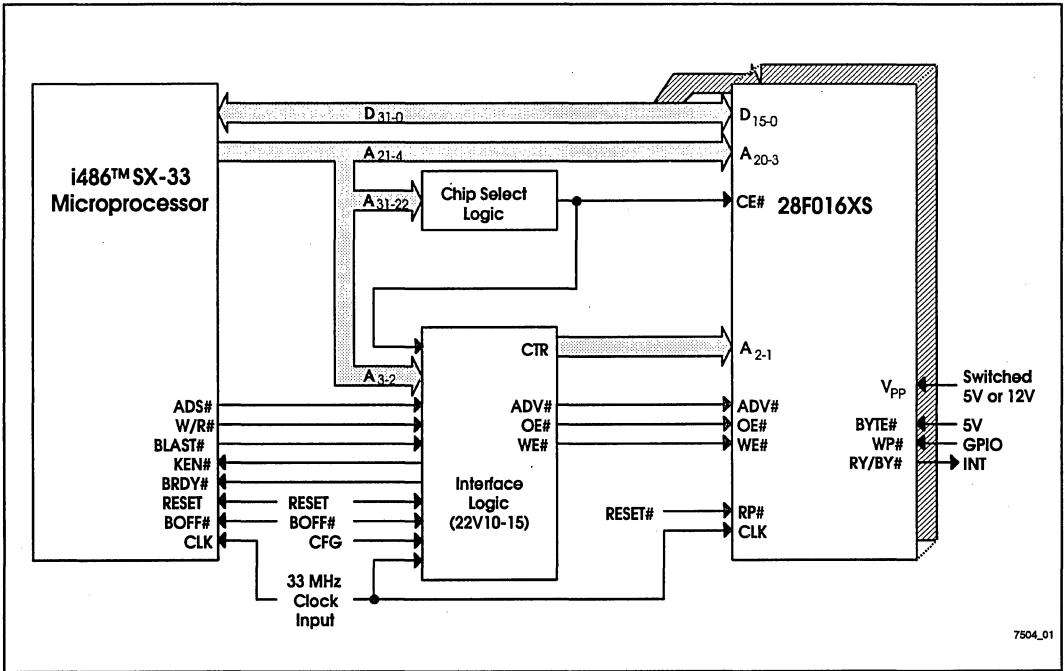 i486™ SX-33
Microprocessor
D31-0
A21-4
A31-22
A3-2
Chip Select
Logic
D15-0
A20-3
CE#
28F016XS
CTR
A2-1
ADS#
W/R#
BLAST#
KEN#
BRDY#
RESET
BOFF#
CLK
RESET
BOFF#
CFG
33 MHz
Clock
Input
ADV#
OE#
WE#
Interface
Logic
(22V10-15)
ADV#
OE#
WE#
RESET#
RP#
CLK
VPP
BYTE#
WP#
RY/BY#
Switched
5V or 12V
5V
GPIO
INT
7504_01